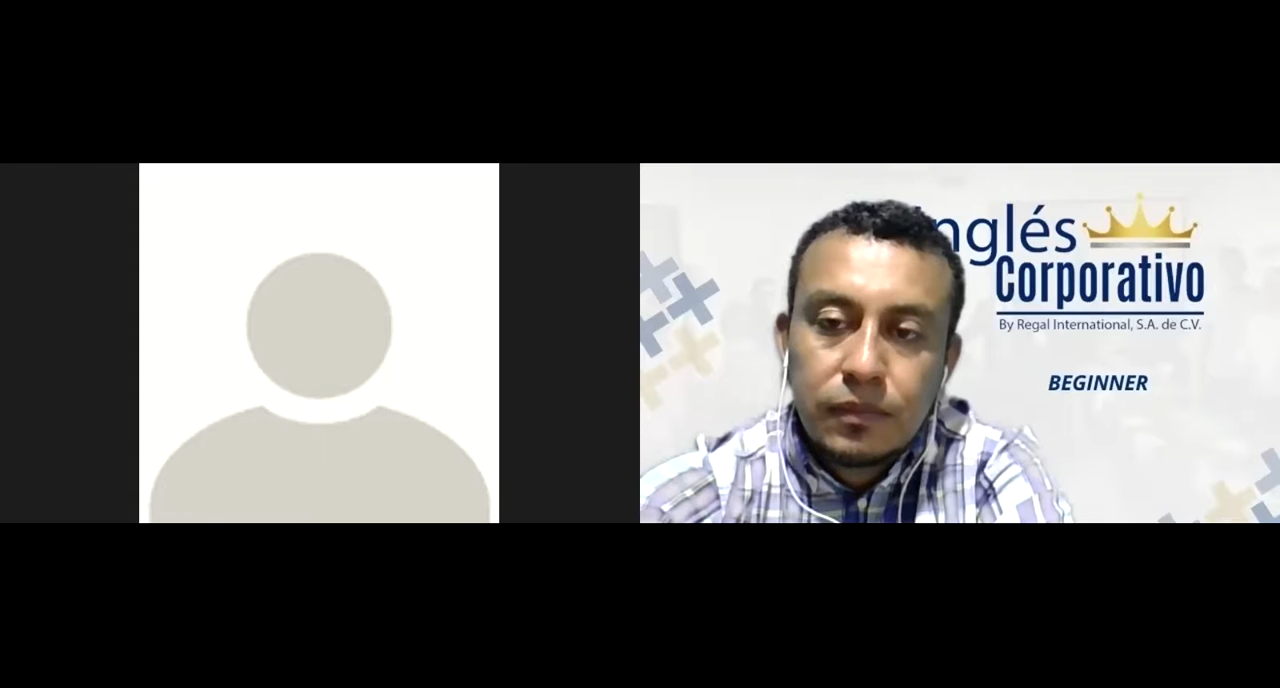 nglés
Corporativo
By Regal International, S.A. de C.V.
BEGINNER